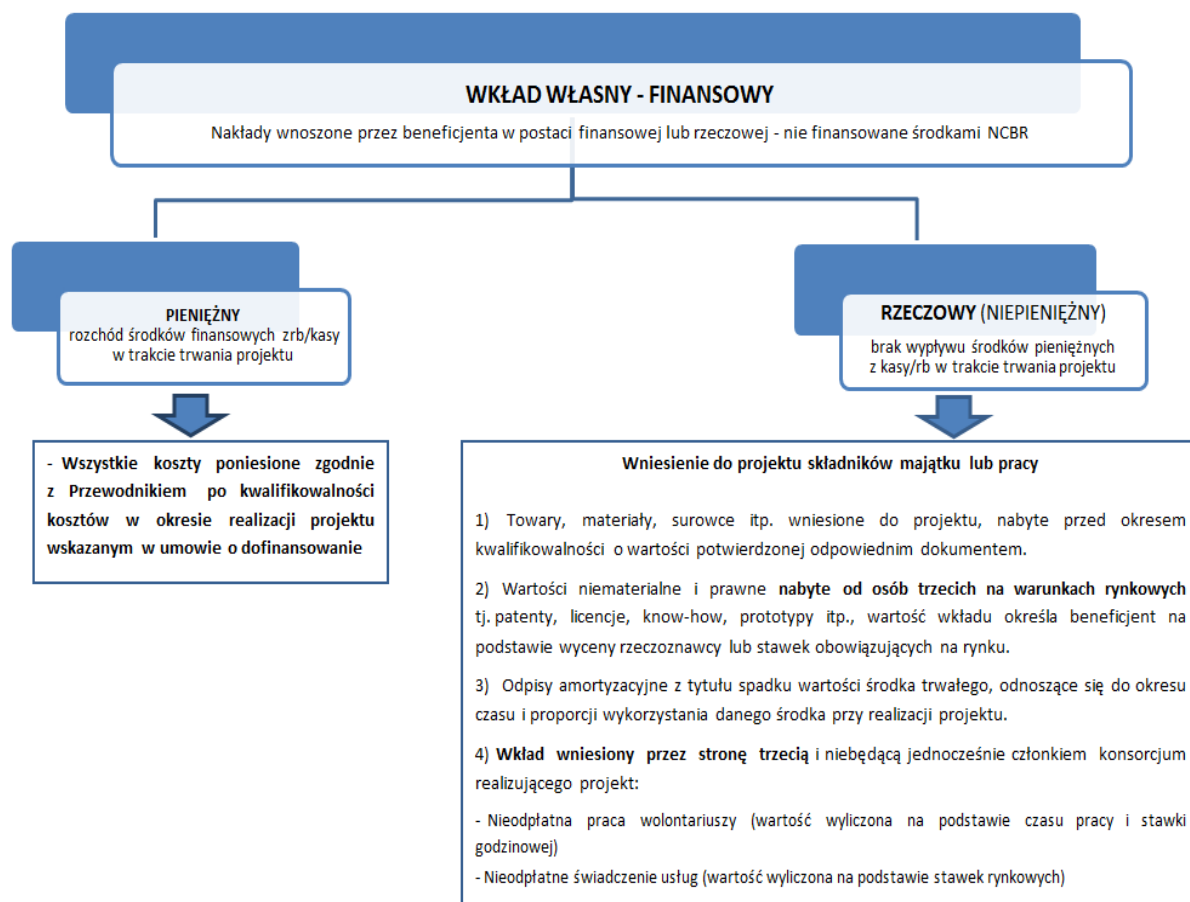 WKŁAD WŁASNY - FINANSOWY
Nakłady wnoszone przez beneficjenta w postaci finansowej lub rzeczowej - nie finansowane środkami NCBR
PIENIĘŻNY
rozchód środków finansowych zrb/kasy
w trakcie trwania projektu
RZECZOWY (NIEPIENIĘŻNY)
brak wypływu środków pieniężnych
z kasy/rb w trakcie trwania projektu
- Wszystkie koszty poniesione zgodnie
z Przewodnikiem po kwalifikowalności
kosztów w okresie realizacji projektu
wskazanym w umowie o dofinansowanie
Wniesienie do projektu składników majątku lub pracy
1) Towary, materiały, surowce itp. wniesione do projektu, nabyte przed okresem
kwalifikowalności o wartości potwierdzonej odpowiednim dokumentem.
2) Wartości niematerialne i prawne nabyte od osób trzecich na warunkach rynkowych
tj. patenty, licencje, know-how, prototypy itp., wartość wkładu określa beneficjent na
podstawie wyceny rzeczoznawcy lub stawek obowiązujących na rynku.
3) Odpisy amortyzacyjne z tytułu spadku wartości środka trwałego, odnoszące się do okresu
czasu i proporcji wykorzystania danego środka przy realizacji projektu.
4) Wkład wniesiony przez stronę trzecią i niebędącą jednocześnie członkiem konsorcjum
realizującego projekt:
- Nieodpłatna praca wolontariuszy (wartość wyliczona na podstawie czasu pracy i stawki
godzinowej)
- Nieodpłatne świadczenie usług (wartość wyliczona na podstawie stawek rynkowych)